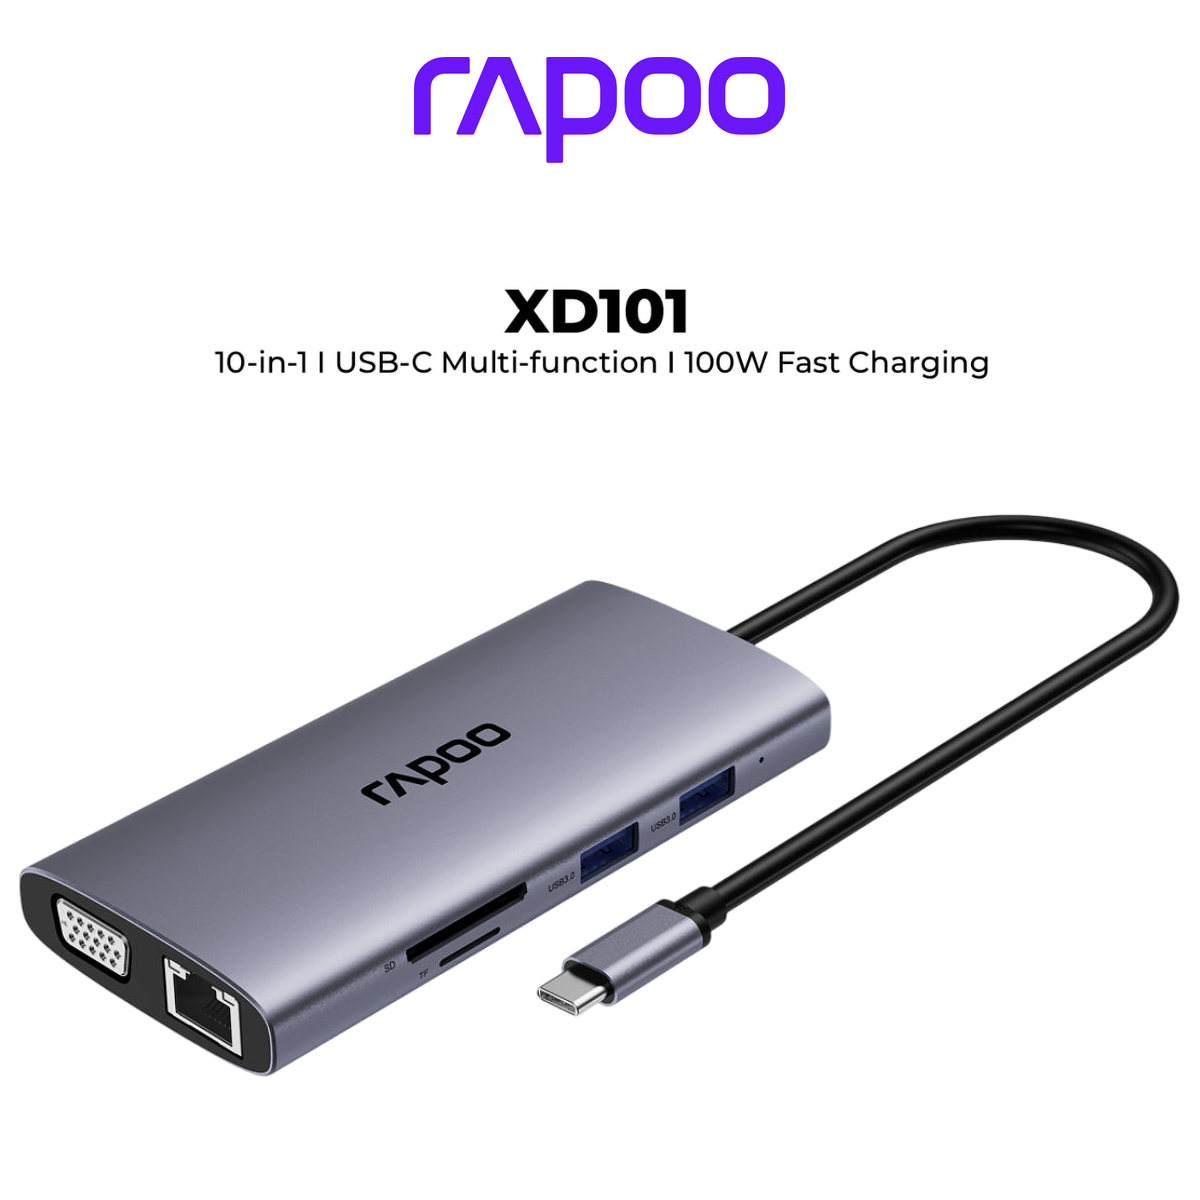 rapoo
XD101
10-in-1 I USB-C Multi-function I 100W Fast Charging
rapoo
USB3.0
USB3.0
SD
TF